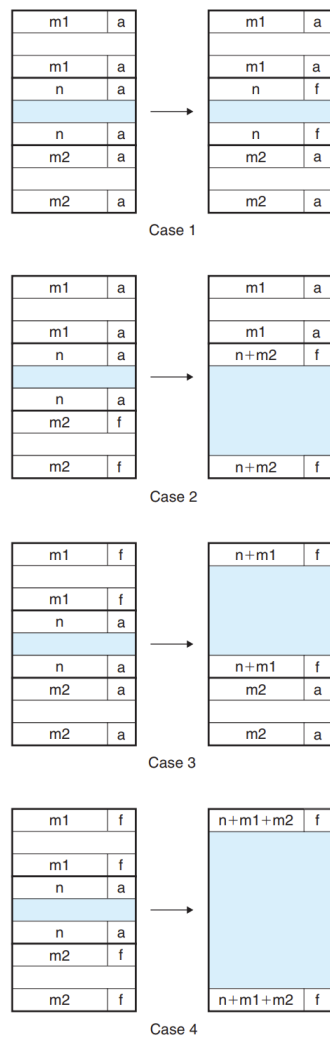 m1 a m1 a
m1 a m1 a
n a n f
n a n f
m2 a m2 a
m2 a m2 a
Case 1
m1 a m1 a
m1 a m1 a
n a n+m2 f
n a
m2 f
m2 f n+m2 f
Case 2
m1 f n+m1 f
m1 f
n a
n a n+m1 f
m2 a m2 a
m2 a m2 a
Case 3
m1 f n+m1+m2 f
m1 f
n a
n a
m2 f
m2 f n+m1+m2 f
Case 4